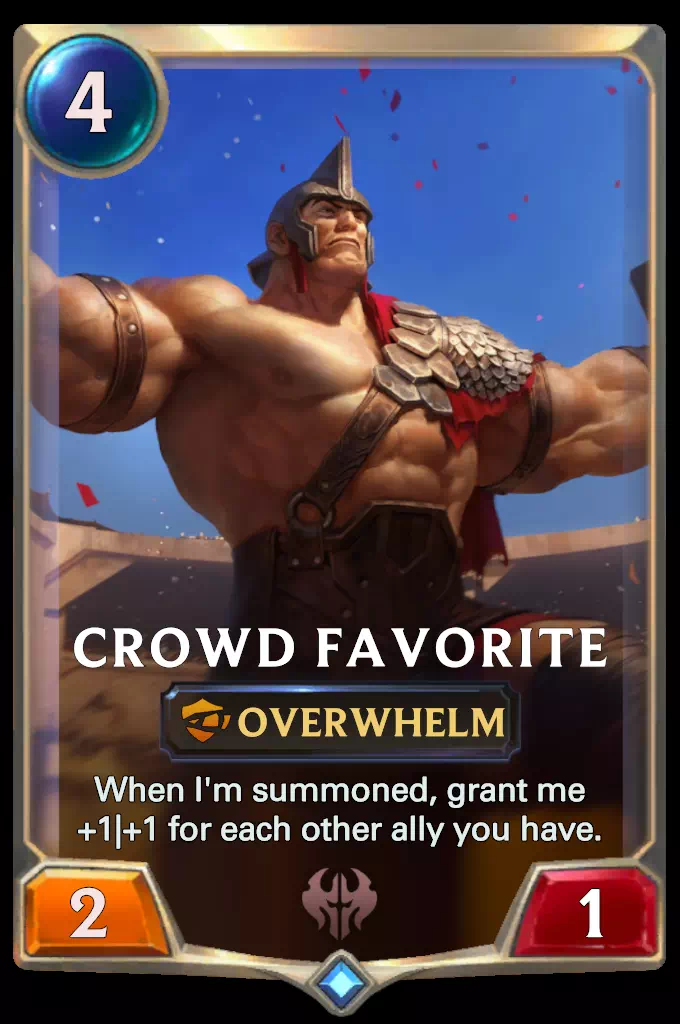 4
CROWD FAVORITE
OVERWHELM
When I'm summoned, grant me
+1|+1 for each other ally you have.
2
1